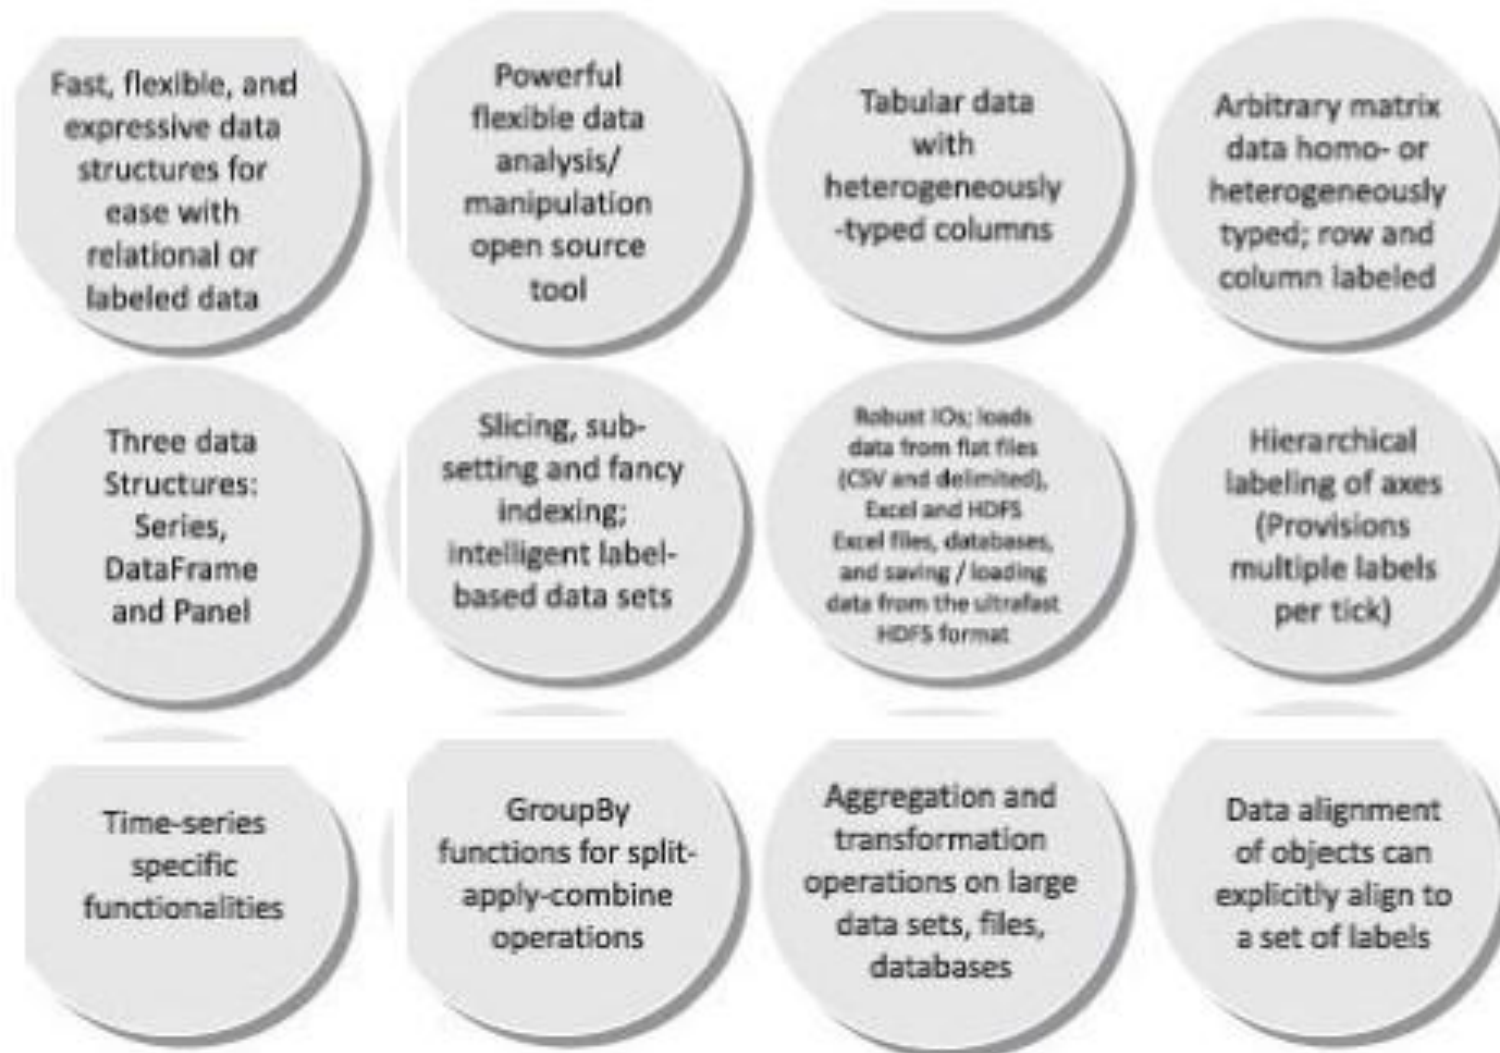 Fast, flexible, and
expressive data
structures for
ease with
relational or
labeled data
Powerful
flexible data
analysis/
manipulation
open source
tool
Tabular data
with
heterogeneously
-typed columns
Arbitrary matrix
data homo- or
heterogeneously
typed; row and
column labeled
Three data
Structures:
Series,
DataFrame
and Panel
Slicing, sub-
setting and fancy
indexing;
intelligent label-
based data sets
Robust IOs; loads
data from flat files
(CSV and delimited),
Excel and HDFS
Excel files, databases,
and saving / loading
data from the ultrafast
HDFS format
Hierarchical
labeling of axes
(Provisions
multiple labels
per tick)
Time-series
specific
functionalities
GroupBy
functions for split-
apply-combine
operations
Aggregation and
transformation
operations on large
data sets, files,
databases
Data alignment
of objects can
explicitly align to
a set of labels